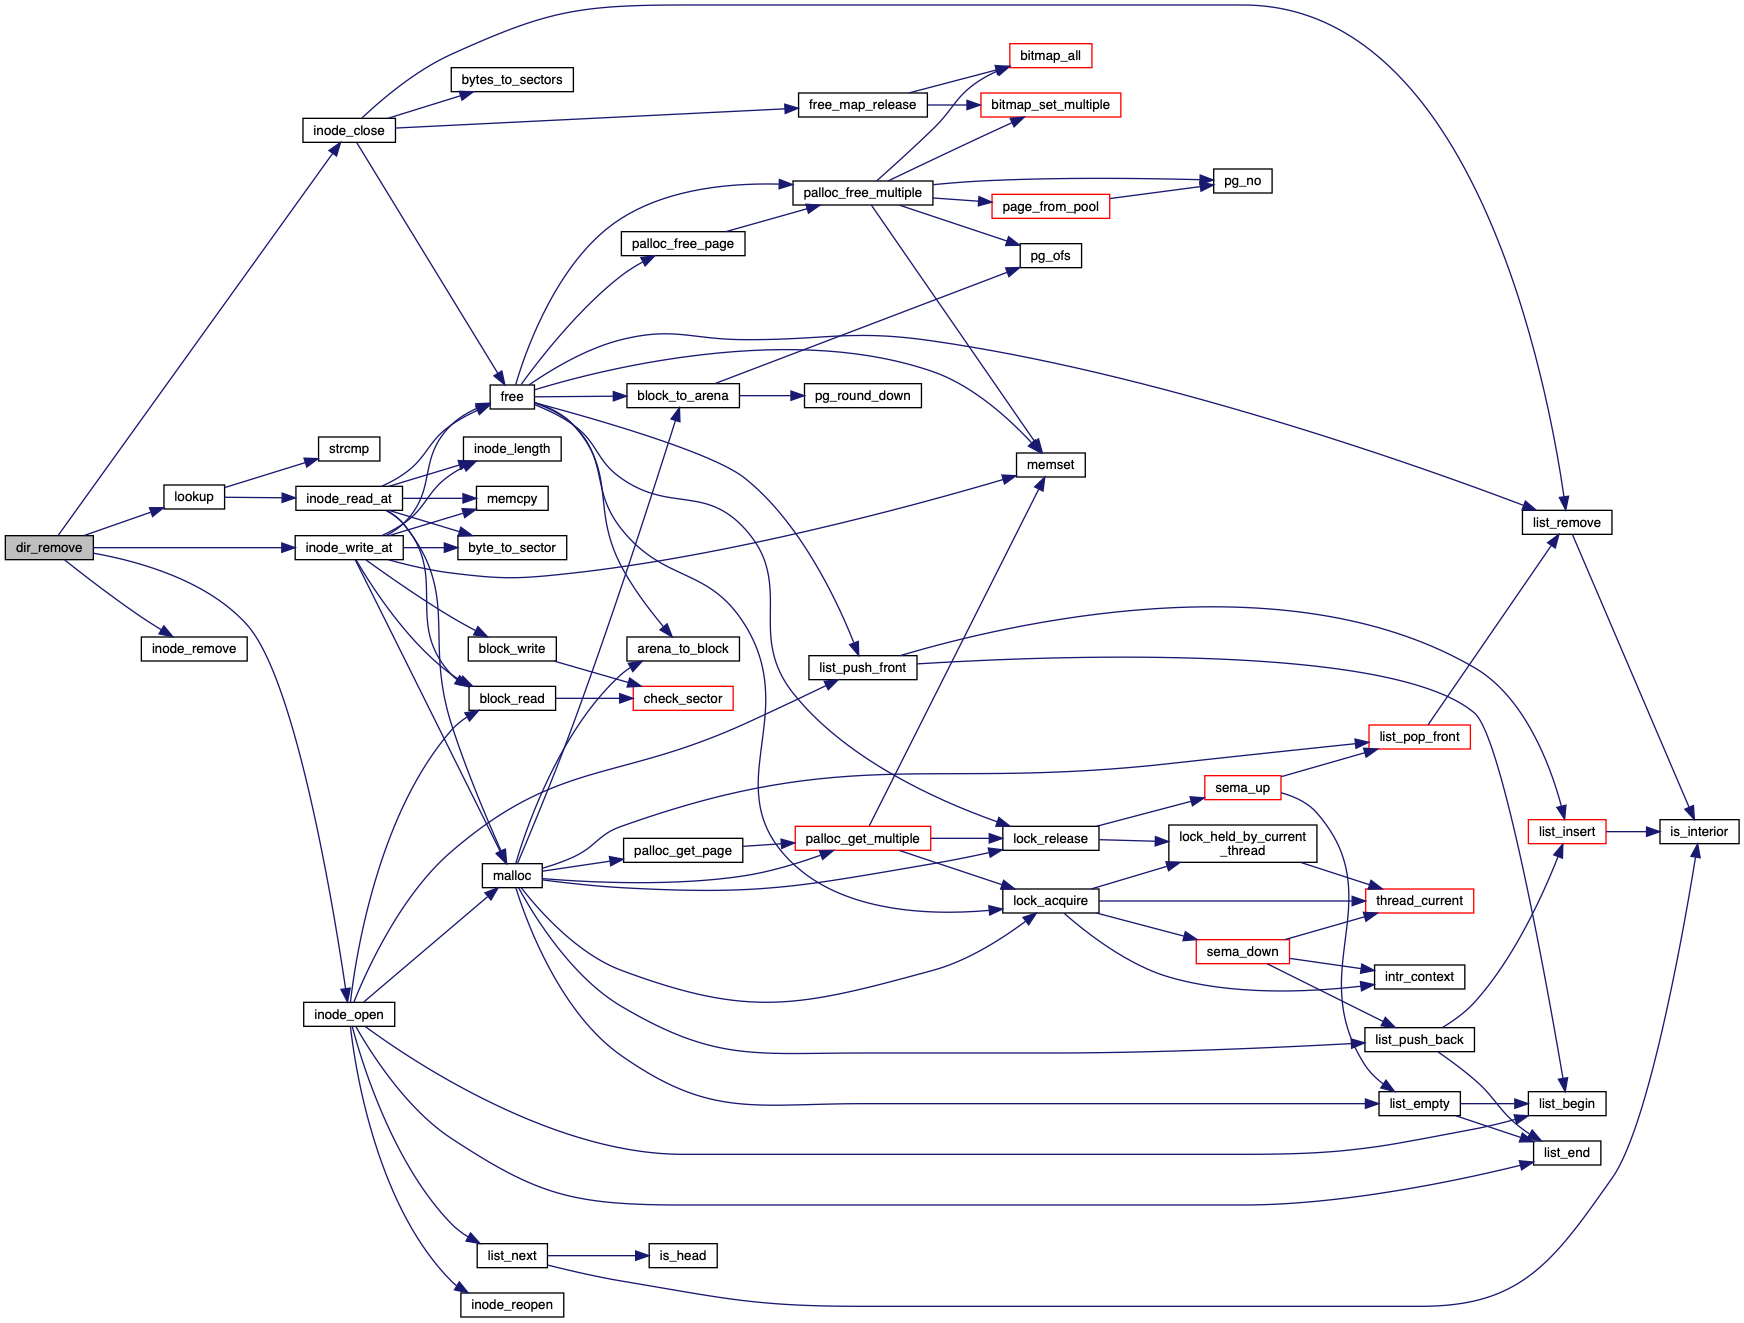 bitmap_all
bytes_to_sectors
free_map_release
bitmap_set_multiple
inode_close
pg_no
palloc_free_multiple
page_from_pool
palloc_free_page
pg_ofs
free
block_to_arena
pg_round_down
strcmp
inode_length
memset
lookup
inode_read_at
memcpy
list_remove
dir_remove
inode_write_at
byte_to_sector
inode_remove
block_write
arena_to_block
list_push_front
block_read
check_sector
list_pop_front
sema_up
palloc_get_page
palloc_get_multiple
lock_release
lock_held_by_current
_thread
list_insert
is_interior
malloc
lock_acquire
thread_current
sema_down
intr_context
inode_open
list_push_back
list_empty
list_begin
list_end
list_next
is_head
inode_reopen